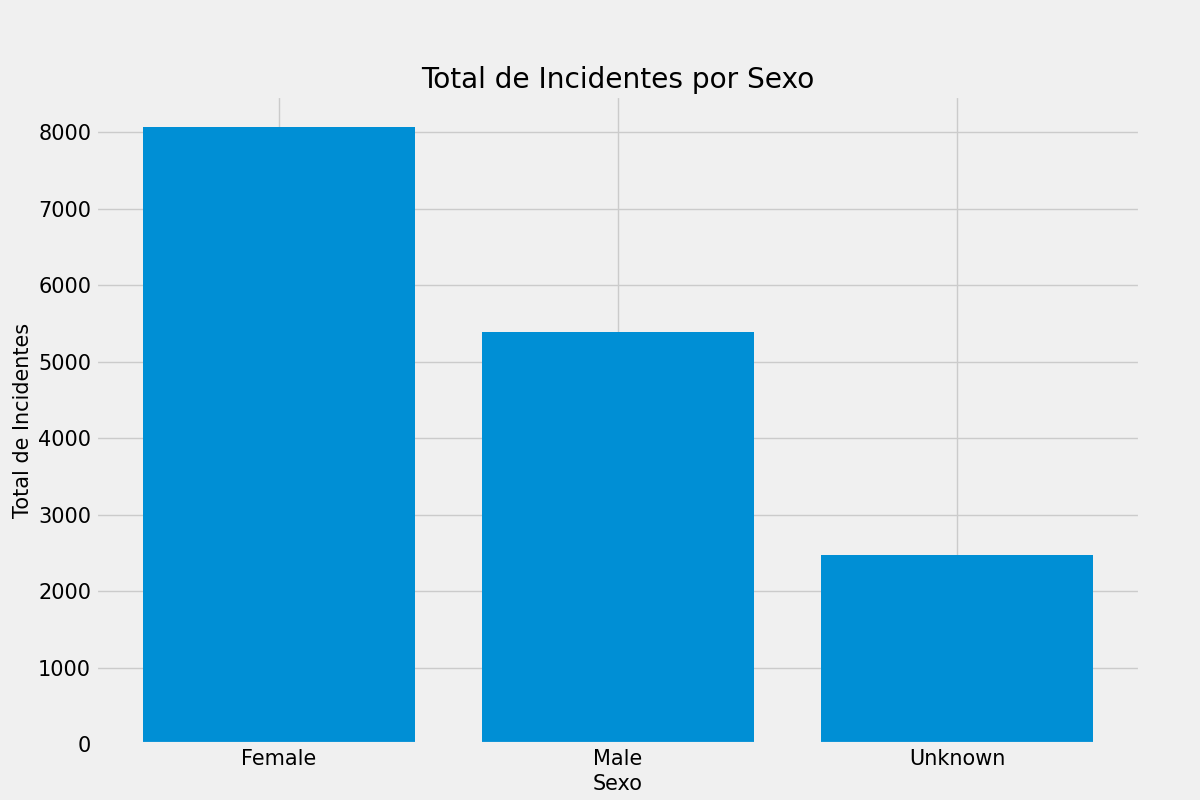 Total de Incidentes por Sexo
Total de Incidentes
8000
7000
6000
5000
4000
3000
2000
1000
0
Female
Male
Unknown
Sexo